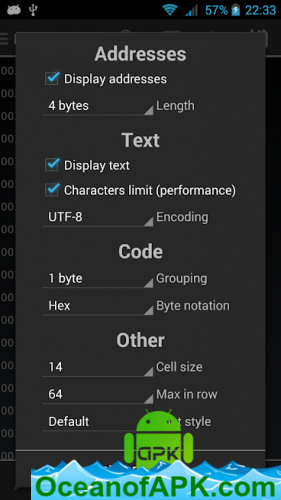 57% 22:33
Addresses
Display addresses
4 bytes Length
Text
Display text
Characters limit (performance)
UTF-8 Encoding
Code
1 byte Grouping
Hex Byte notation
Other
14 Cell size
64 Max in row
Default style
apk
OceanofAPK.com